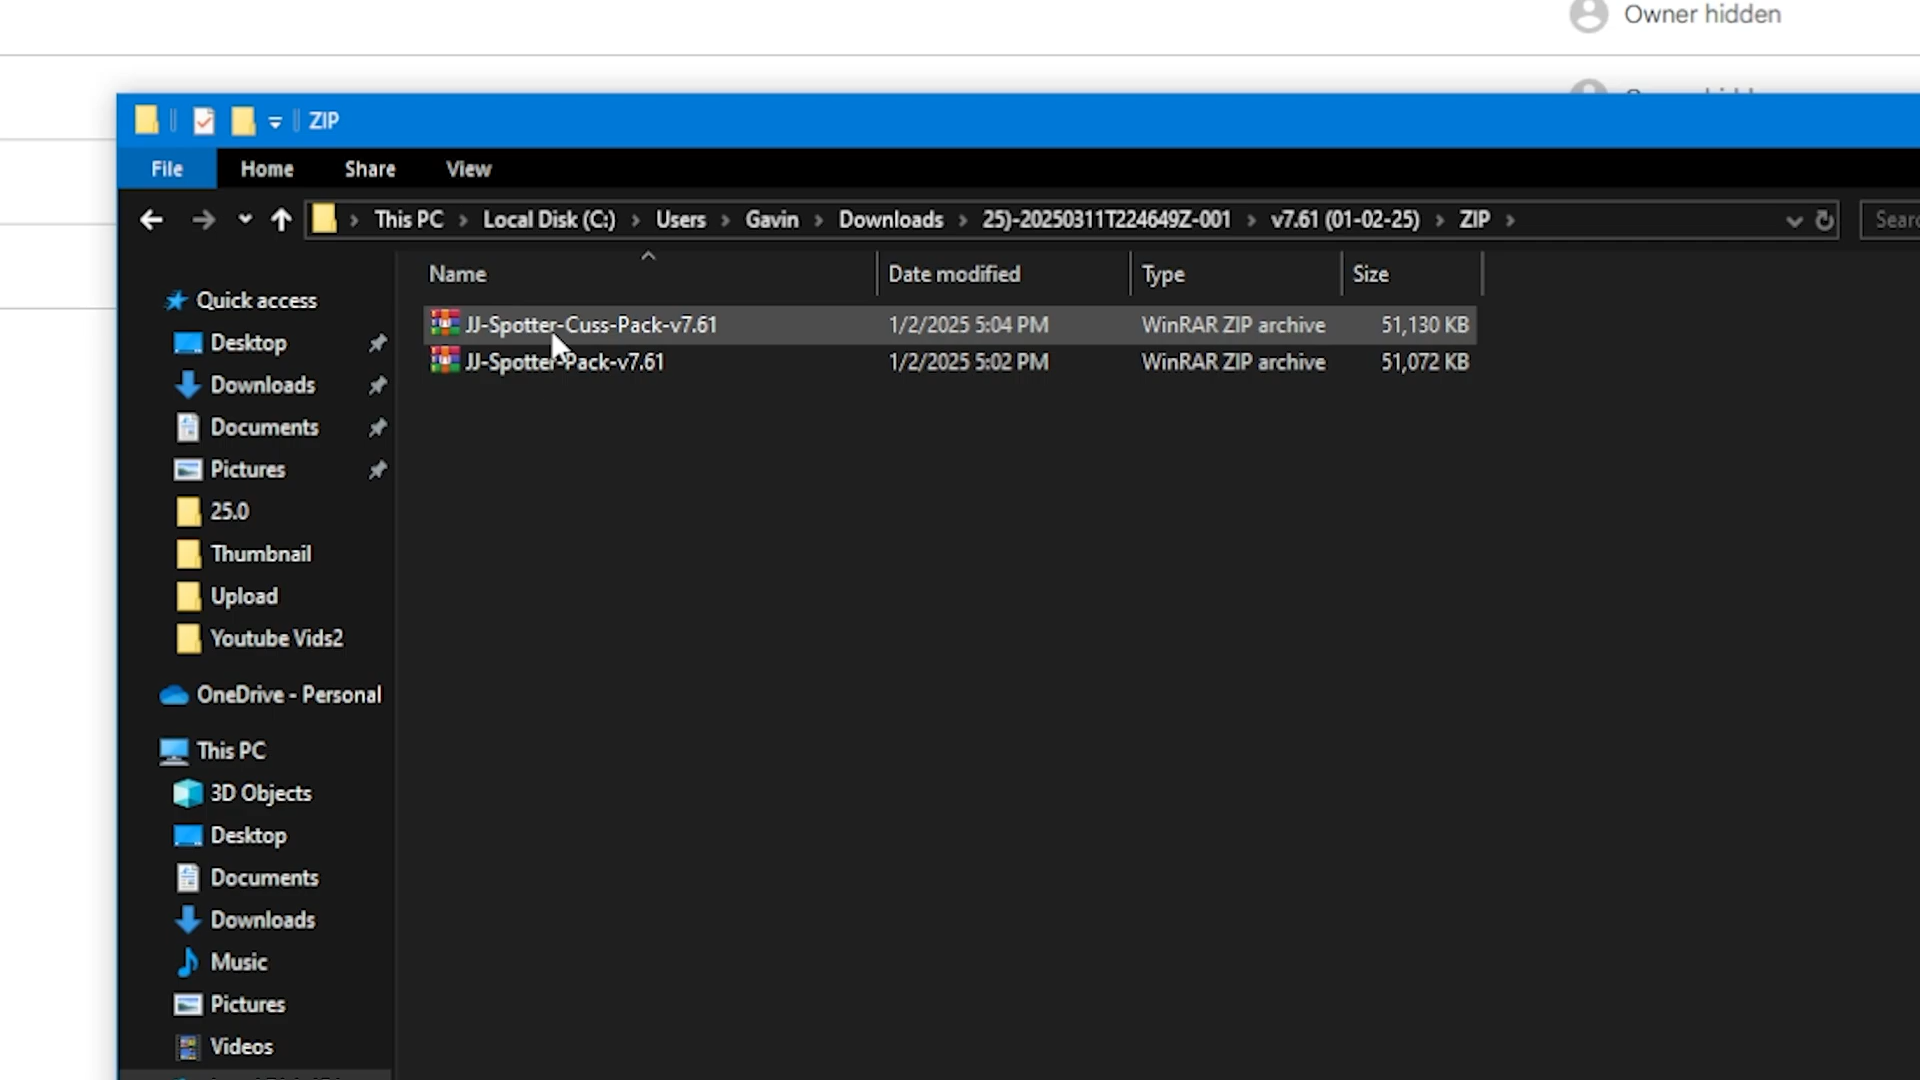 Owner hidden
ZIP
File Home Share View
This PC Local Disk (C:) Users Gavin Downloads 25)-20250311T224649Z-001 v7.61 (01-02-25) ZIP
Name Date modified Type Size
JJ-Spotter-Cuss-Pack-v7.61 1/2/2025 5:04 PM WinRAR ZIP archive 51,130 KB
JJ-Spotter-Pack-v7.61 1/2/2025 5:02 PM WinRAR ZIP archive 51,072 KB
Quick access
Desktop
Downloads
Documents
Pictures
25.0
Thumbnail
Upload
Youtube Vids2
OneDrive - Personal
This PC
3D Objects
Desktop
Documents
Downloads
Music
Pictures
Videos